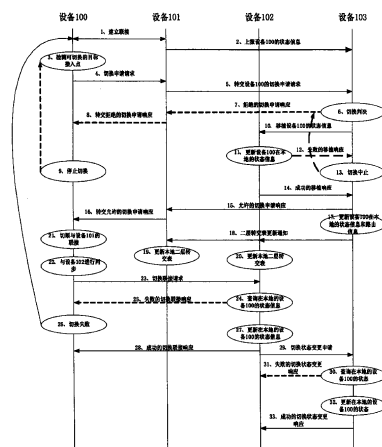 设备100
设备101
设备102
设备103
1、建立联接
2、上报设备100的状态信息
3、检测可切换的目标
接入点
4、切换申请请求
5、转交设备100的切换申请请求
6、切换判决
7、拒绝的切换申请响应
8、转交拒绝的切换申请响应
9、停止切换
10、移植设备100的状态信息
11、更新设备100在本
地的状态信息
12、失败的移植响应
13、切换中止
14、成功的移植响应
15、允许的切换申请响应
16、转交允许的切换申请响应
17、更新设备100在本
地的状态信息和路由
信息
18、二层转交表更新通知
19、更新本地二层转
交表
20、更新本地二层转
交表
21、切断与设备101的
联接
22、与设备102进行同
步
23、切换联接请求
24、查询在本地的设
备100的状态信息
25、失败的切换联接响应
26、切换失败
27、更新在本地的设
备100的状态信息
28、成功的切换联接响应
29、切换状态变更申请
30、查询在本地的设
备100的状态
31、失败的切换状态变更
响应
32、更新在本地的设
备100的状态
33、成功的切换状态变更
响应